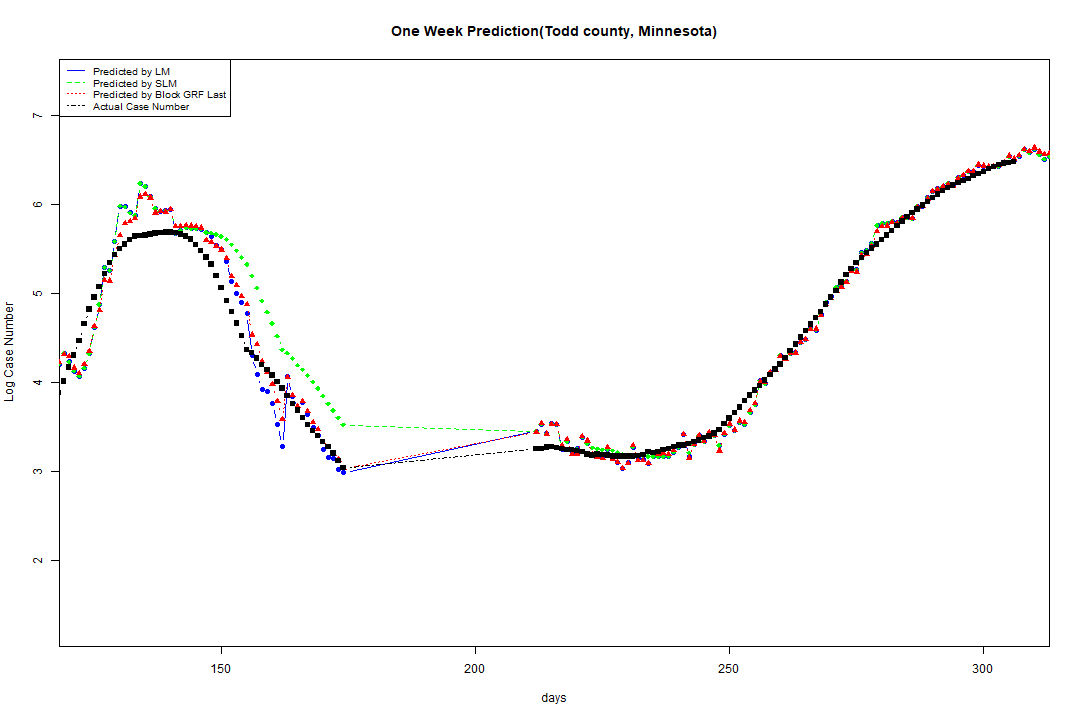 One Week Prediction(Todd county, Minnesota)
Predicted by LM
Predicted by SLM
Predicted by Block GRF Last
Actual Case Number
Log Case Number
7
6
5
4
3
2
150 200 250 300
days